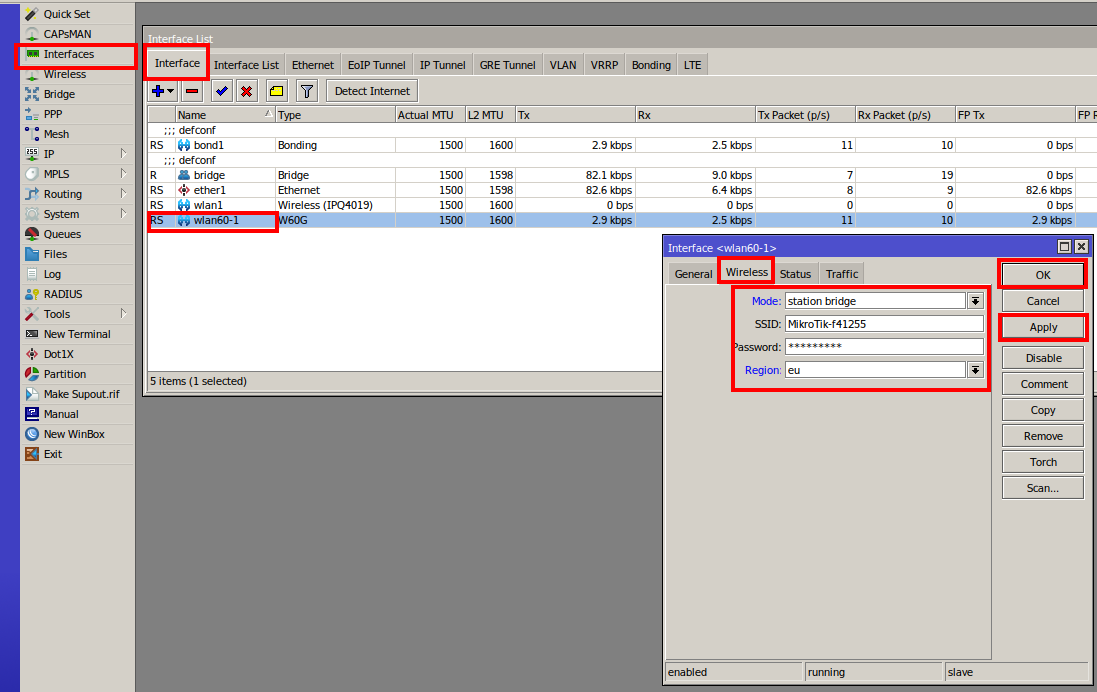 Quick Set
CAPsMAN
Interfaces
Wireless
Bridge
PPP
Mesh
IP
MPLS
Routing
System
Queues
Files
Log
RADIUS
Tools
New Terminal
Dot1X
Partition
Make Supout.rif
Manual
New WinBox
Exit
Interface List
Interface Interface List Ethernet EoIP Tunnel IP Tunnel GRE Tunnel VLAN VRRP Bonding LTE
Detect Internet
Name Type Actual MTU L2 MTU Tx Rx Tx Packet (p/s) Rx Packet (p/s) FP Tx FP
;;; defconf
RS bond1 Bonding 1500 1600 2.9 kbps 2.5 kbps 11 10 0 bps
;;; defconf
R bridge Bridge 1500 1598 82.1 kbps 9.0 kbps 7 19 0 bps
RS ether1 Ethernet 1500 1598 82.6 kbps 6.4 kbps 8 9 82.6 kbps
RS wlan1 Wireless (IPQ4019) 1500 1600 0 bps 0 bps 0 0 0 bps
RS wlan60-1 W60G 1500 1600 2.9 kbps 2.5 kbps 11 10 2.9 kbps
5 items (1 selected)
Interface <wlan60-1>
General Wireless Status Traffic
Mode: station bridge
SSID: MikroTik-f41255
Password: *********
Region: eu
OK
Cancel
Apply
Disable
Comment
Copy
Remove
Torch
Scan...
enabled running slave